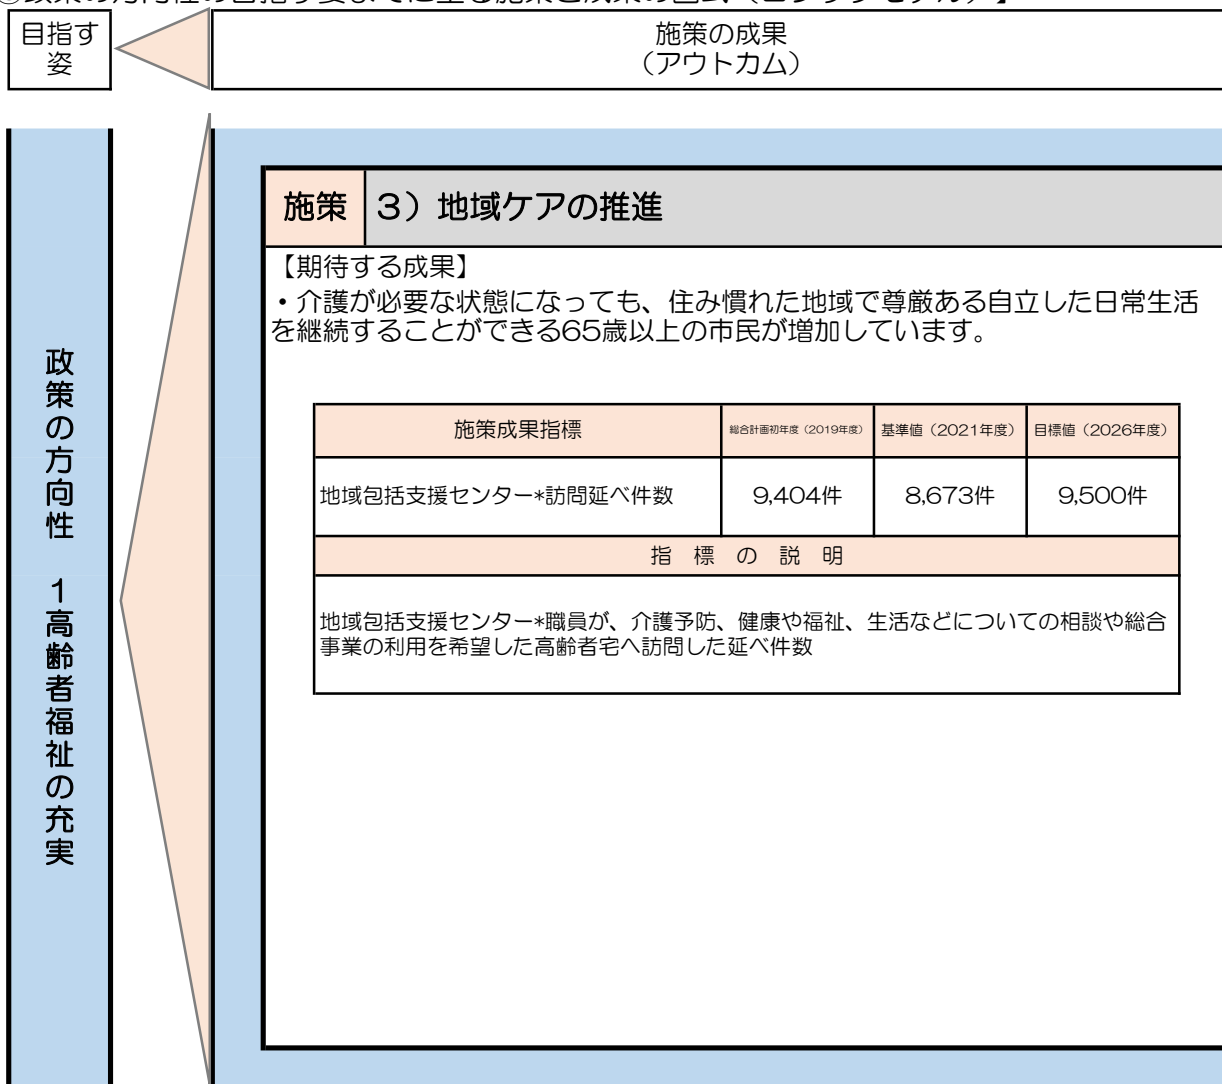 目指す
姿
施策の成果
（アウトカム）
政策の方向性　１高齢者福祉の充実
施策
３）地域ケアの推進
【期待する成果】
・介護が必要な状態になっても、住み慣れた地域で尊厳ある自立した日常生活
を継続することができる65歳以上の市民が増加しています。
施策成果指標
総合計画初年度（2019年度）
基準値（2021年度）
目標値（2026年度）
地域包括支援センター*訪問延べ件数
9,404件
8,673件
9,500件
指　標　の　説　明
地域包括支援センター*職員が、介護予防、健康や福祉、生活などについての相談や総合
事業の利用を希望した高齢者宅へ訪問した延べ件数